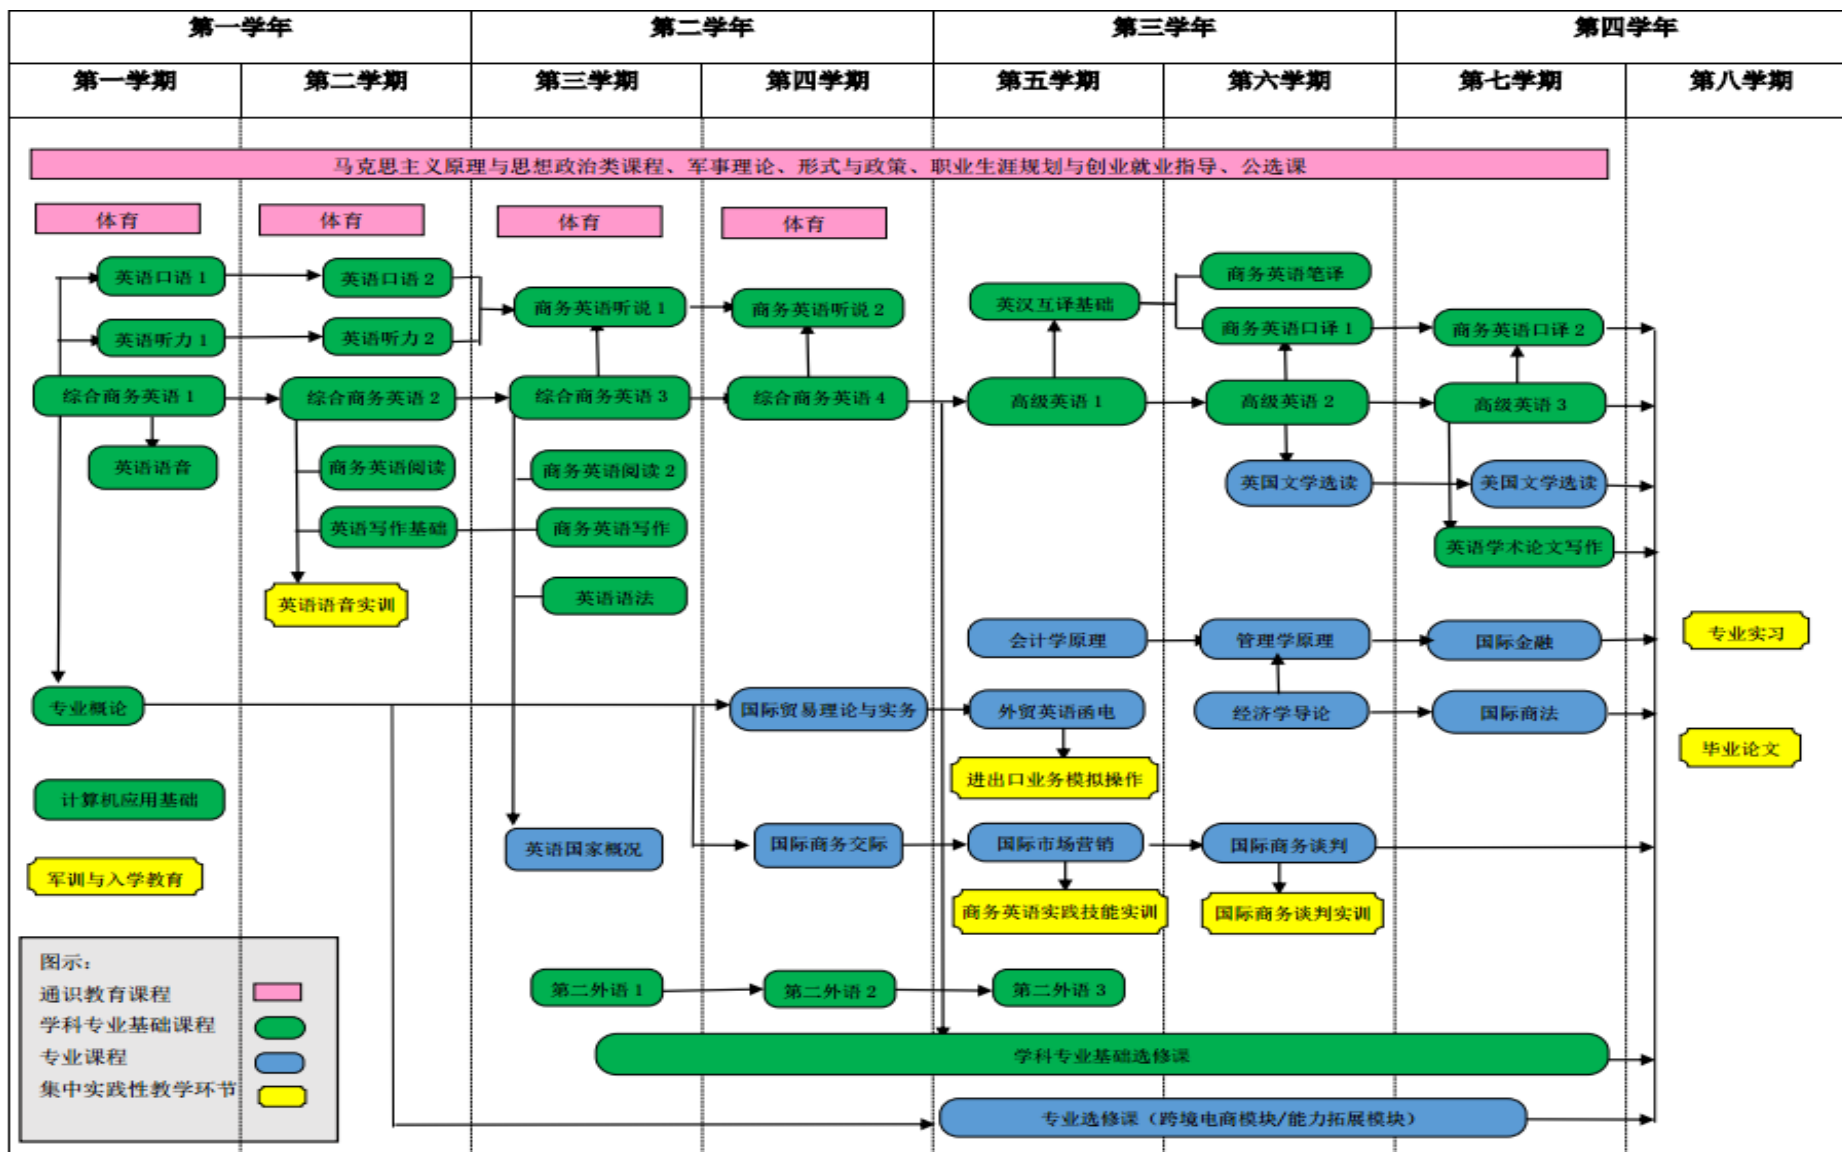 第一学年 第二学年 第三学年 第四学年
第一学期 第二学期 第三学期 第四学期 第五学期 第六学期 第七学期 第八学期
马克思主义原理与思想政治类课程、军事理论、形式与政策、职业生涯规划与创业就业指导、公选课
体育 体育 体育 体育
英语口语 1 英语口语 2 商务英语笔译
商务英语听说 1 商务英语听说 2 英汉互译基础
英语听力 1 英语听力 2 商务英语口译 1 商务英语口译 2
综合商务英语 1 综合商务英语 2 综合商务英语 3 综合商务英语 4 高级英语 1 高级英语 2 高级英语 3
英语语音 商务英语阅读 商务英语阅读 2 英国文学选读 美国文学选读
英语写作基础 商务英语写作 英语学术论文写作
英语语音实训 英语语法
会计学原理 管理学原理 国际金融 专业实习
专业概论 国际贸易理论与实务 外贸英语函电 经济学导论 国际商法
毕业论文
进出口业务模拟操作
计算机应用基础
英语国家概况 国际商务交际 国际市场营销 国际商务谈判
军训与入学教育
商务英语实践技能实训 国际商务谈判实训
第二外语 1 第二外语 2 第二外语 3
学科专业基础选修课
专业选修课（跨境电商模块/能力拓展模块）
图示：
通识教育课程
学科专业基础课程
专业课程
集中实践性教学环节